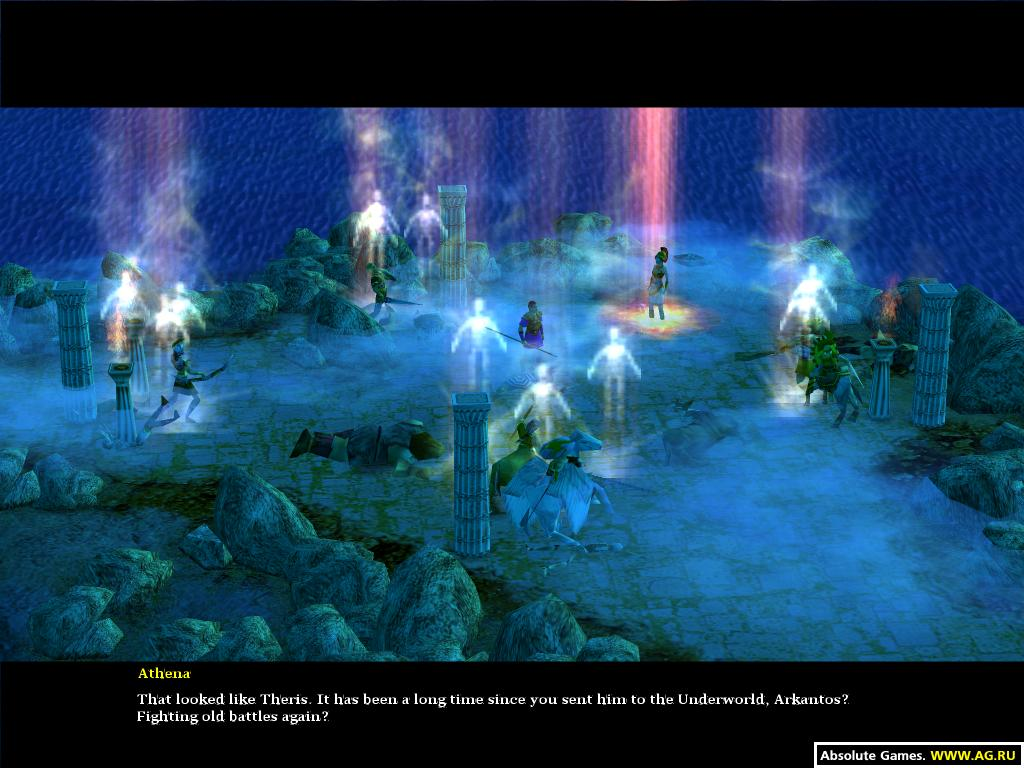 Athena
That looked like Theris. It has been a long time since you sent him to the Underworld, Arkantos?
Fighting old battles again?
Absolute Games. WWW.AG.RU